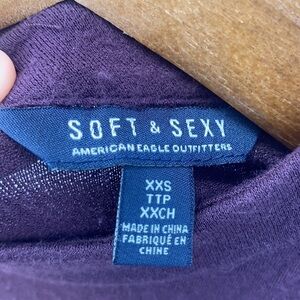 SOFT & SEXY
AMERICAN EAGLE OUTFITTERS
XXS
TTP
XXCH
MADE IN CHINA
FABRIQUÉ EN
CHINE